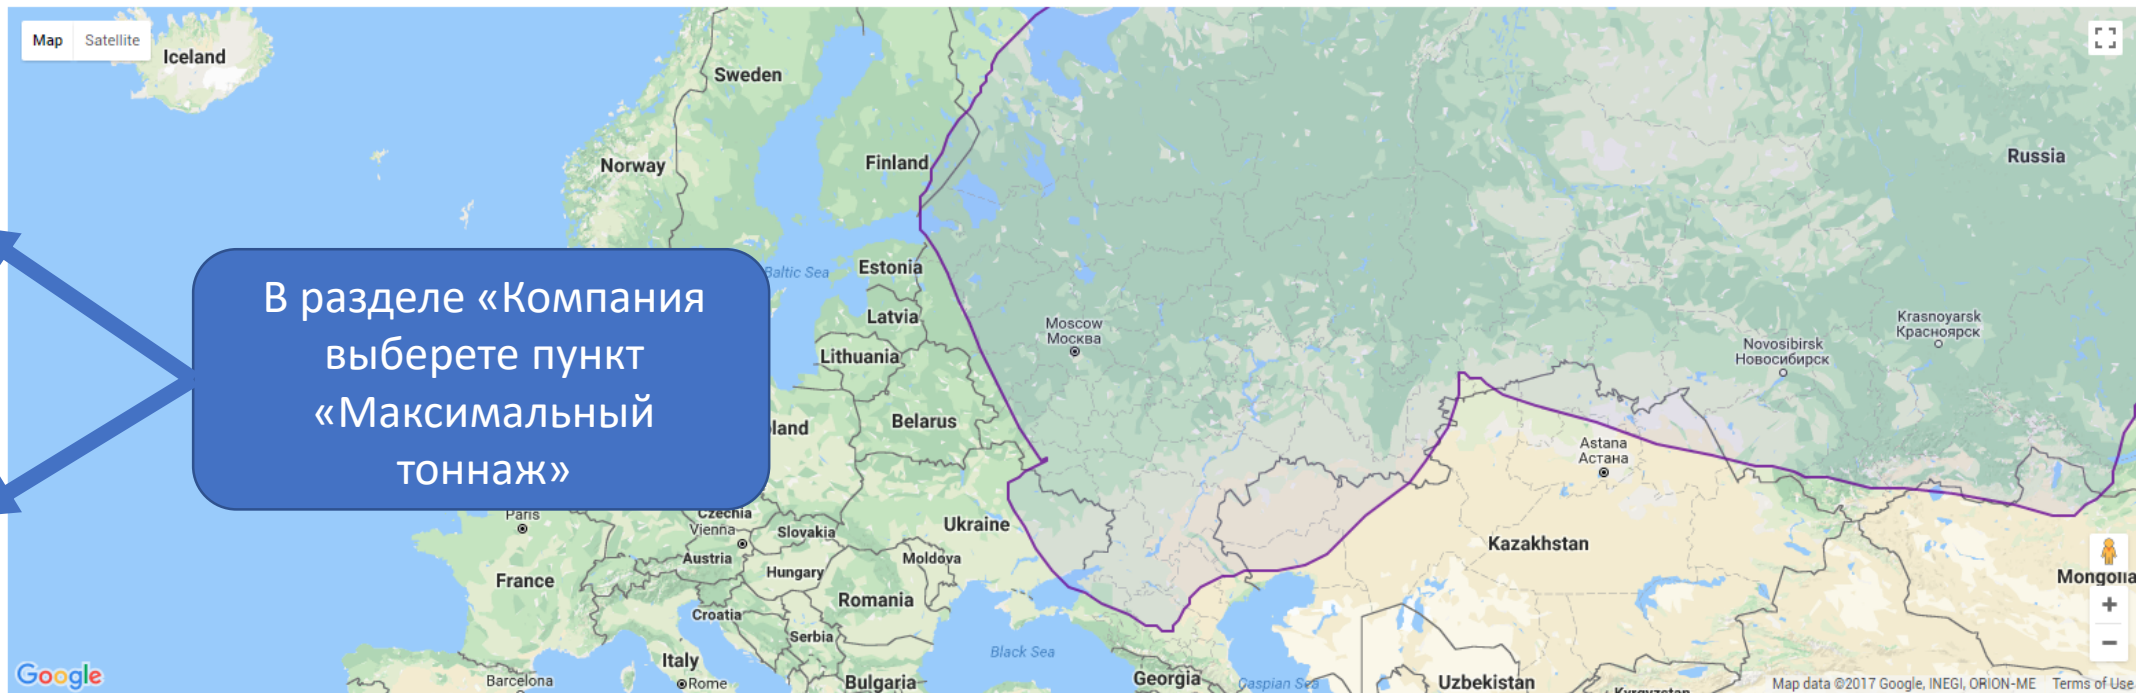 Map Satellite
Iceland
Sweden
Norway
Finland
Russia
Baltic Sea
Estonia
Latvia
Lithuania
Belarus
Moscow
Москва
Krasnoyarsk
Красноярск
Novosibirsk
Новосибирск
В разделе «Компания
выберете пункт
«Максимальный
тоннаж»
land
Astana
Астана
Paris
Czechia
Vienna
Slovakia
Ukraine
Austria
Hungary
Moldova
Kazakhstan
France
Romania
Mongolia
Croatia
Serbia
Italy
Rome
Barcelona
Black Sea
Bulgaria
Georgia
Caspian Sea
Uzbekistan
Kyrgyzstan
Google
Map data ©2017 Google, INEGI, ORION-ME Terms of Use